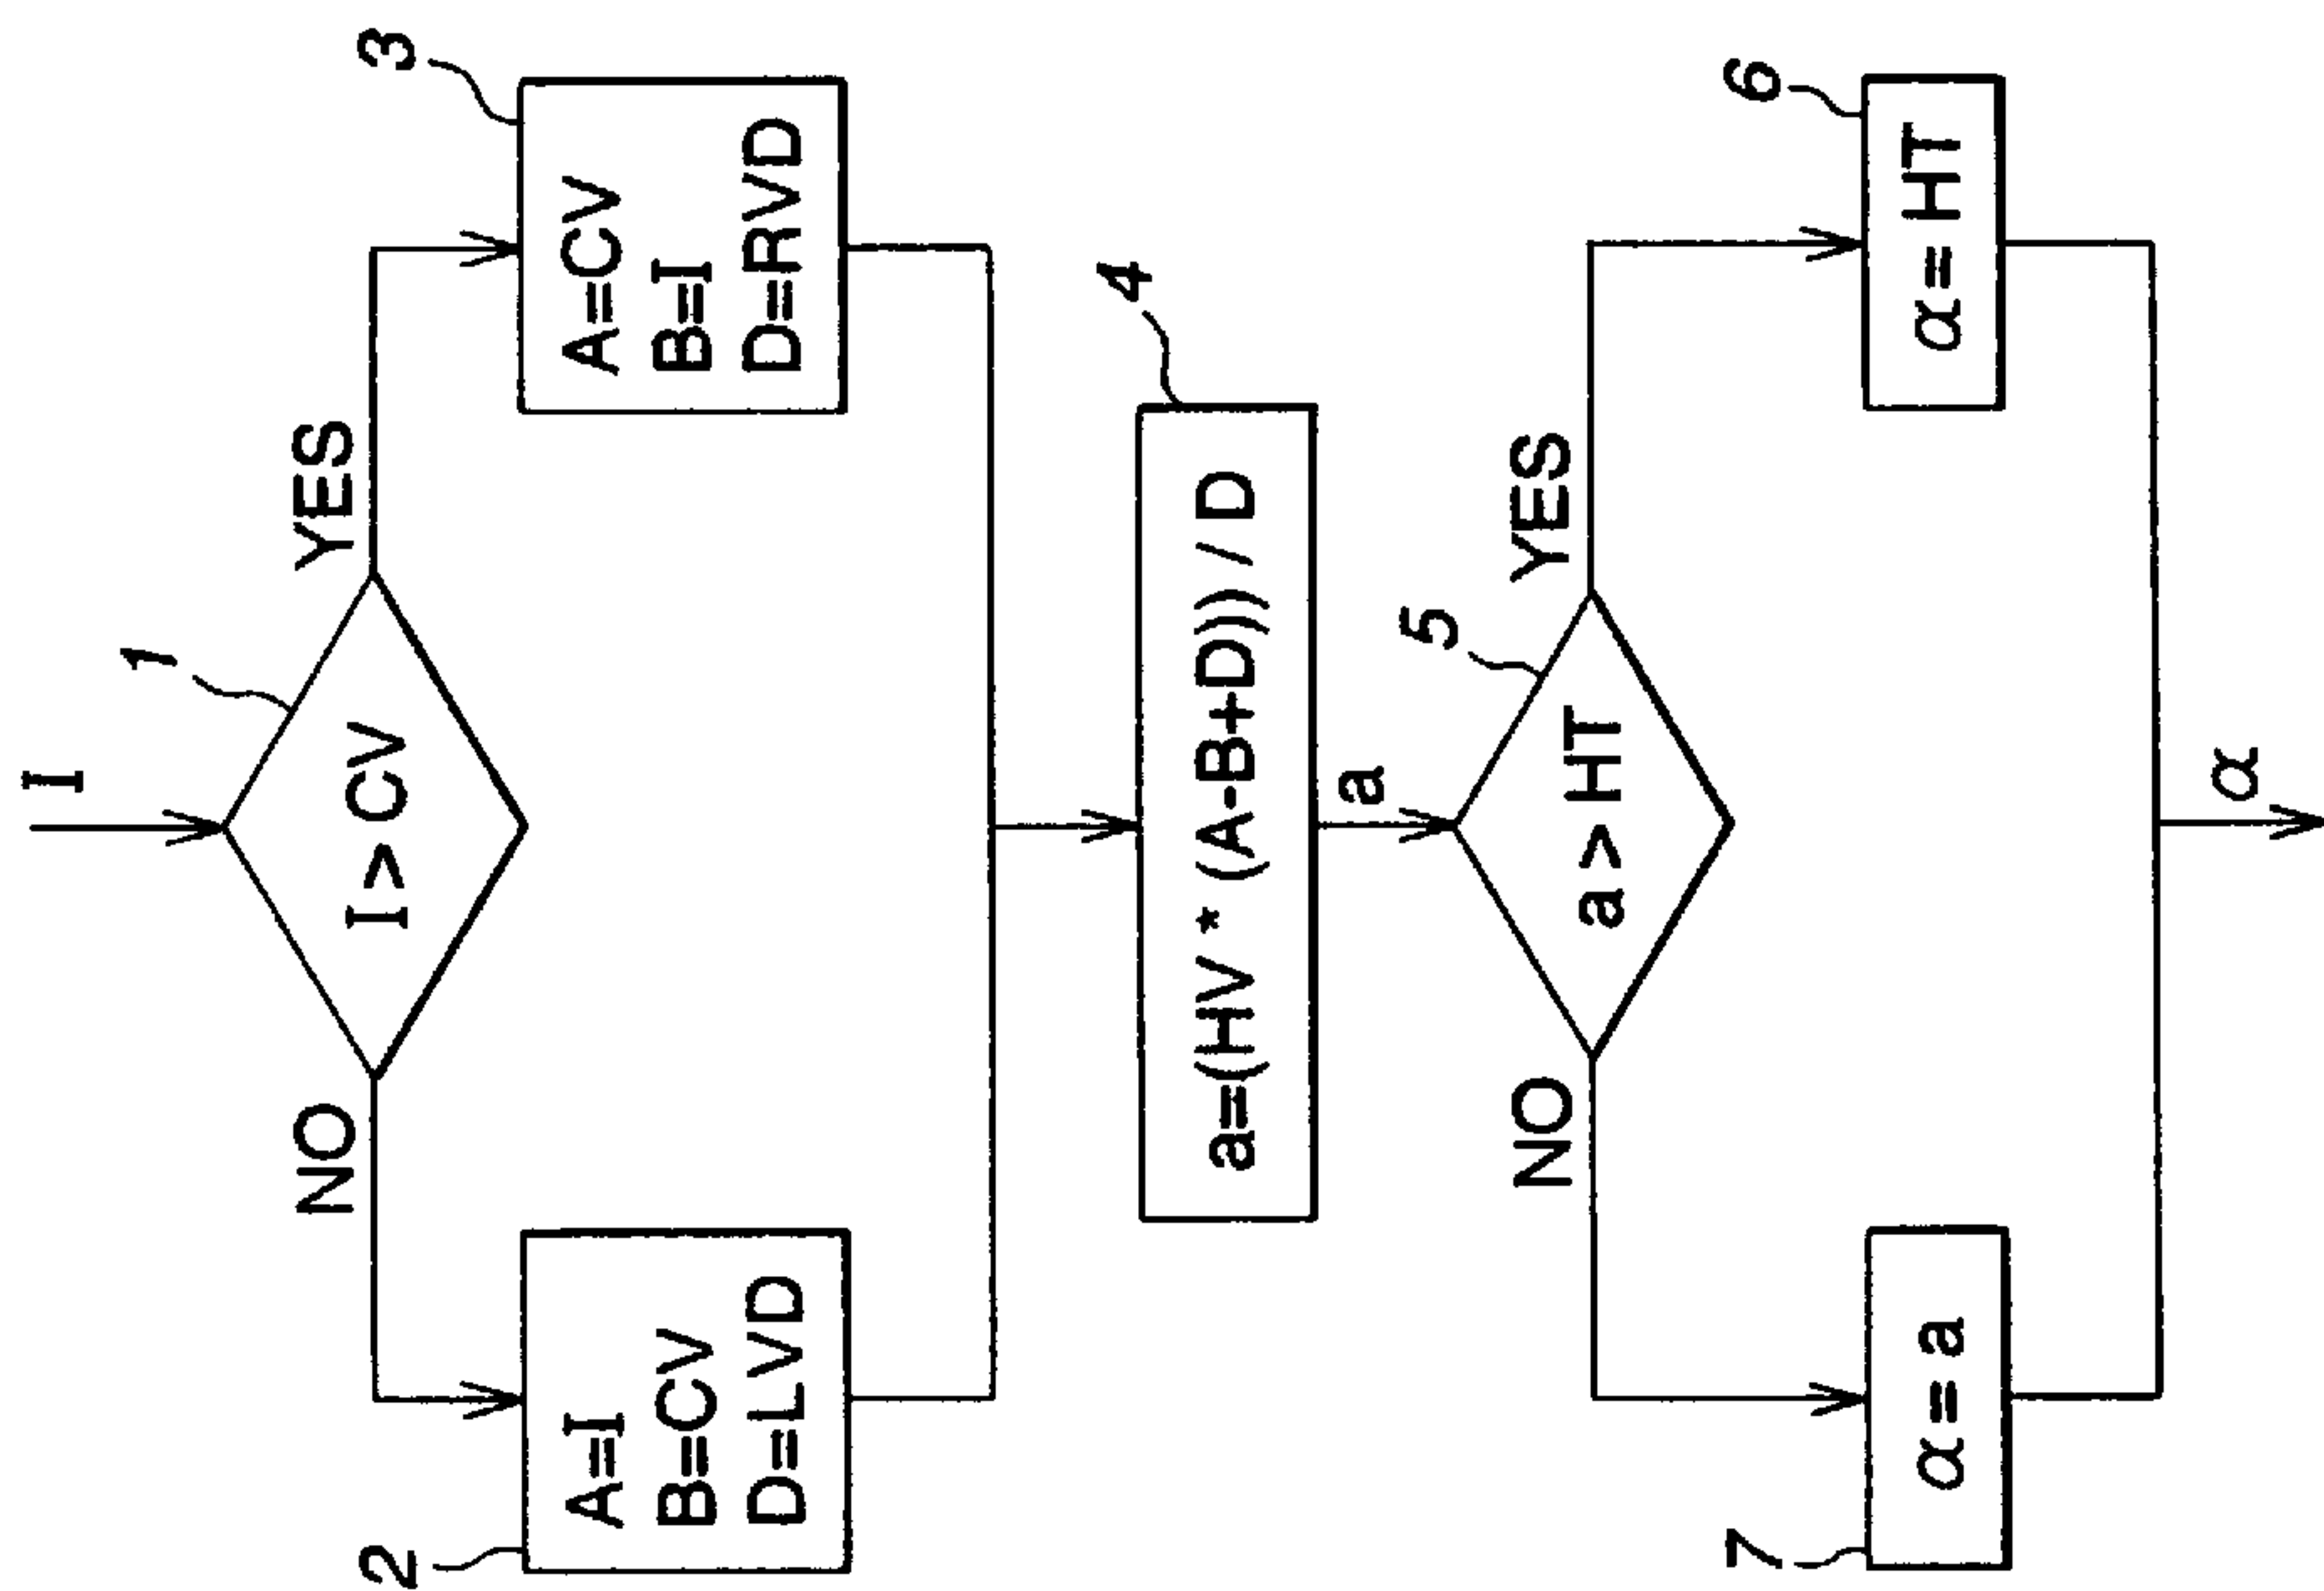 I
1
I > CV
NO
YES
2
A=I
B=CV
D=LVD
3
A=CV
B=I
D=RVD
4
a=(HV * (A-B+D)) / D
a
5
a > HT
NO
YES
7
α = a
6
α = HT
α